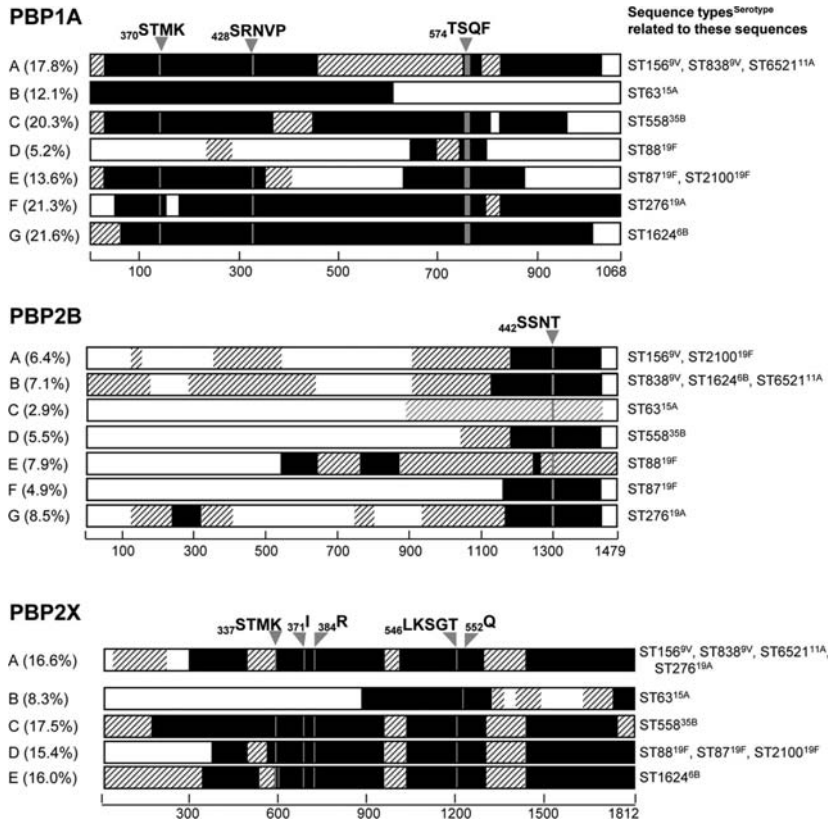 PBP1A
370STMK 428SRNVP 574TSQF
Sequence typesSerotype
related to these sequences
A (17.8%) ST1569V, ST8389V, ST652111A
B (12.1%) ST6315A
C (20.3%) ST55835B
D (5.2%) ST8819F
E (13.6%) ST8719F, ST210019F
F (21.3%) ST27619A
G (21.6%) ST16246B
100 300 500 700 900 1068
PBP2B
442SSNT
A (6.4%) ST1569V, ST210019F
B (7.1%) ST8389V, ST16246B, ST652111A
C (2.9%) ST6315A
D (5.5%) ST55835B
E (7.9%) ST8819F
F (4.9%) ST8719F
G (8.5%) ST27619A
100 300 500 700 900 1100 1300 1479
PBP2X
337STMK 371I 384R 546LKSGT 552Q
A (16.6%) ST1569V, ST8389V, ST652111A,
ST27619A
B (8.3%) ST6315A
C (17.5%) ST55835B
D (15.4%) ST8819F, ST8719F, ST210019F
E (16.0%) ST16246B
300 600 900 1200 1500 1812